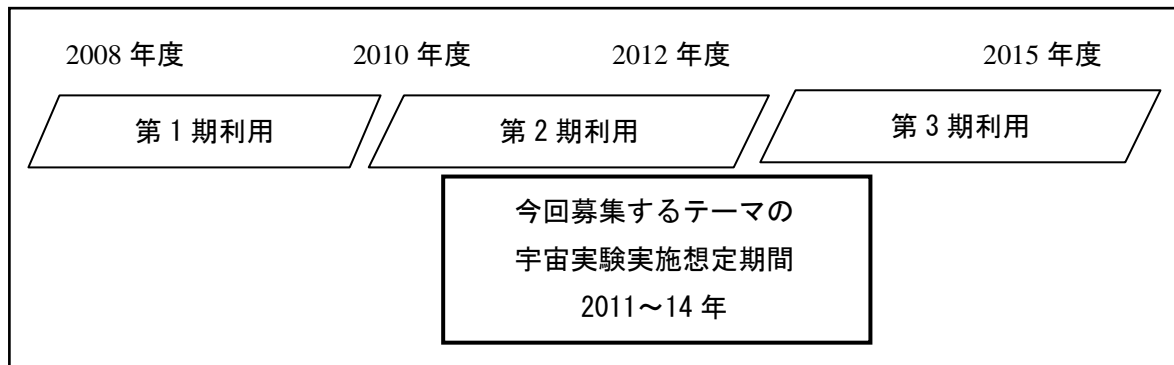 2008 年度 2010 年度 2012 年度 2015 年度
第 1 期利用 第 2 期利用 第 3 期利用
今回募集するテーマの
宇宙実験実施想定期間
2011～14 年